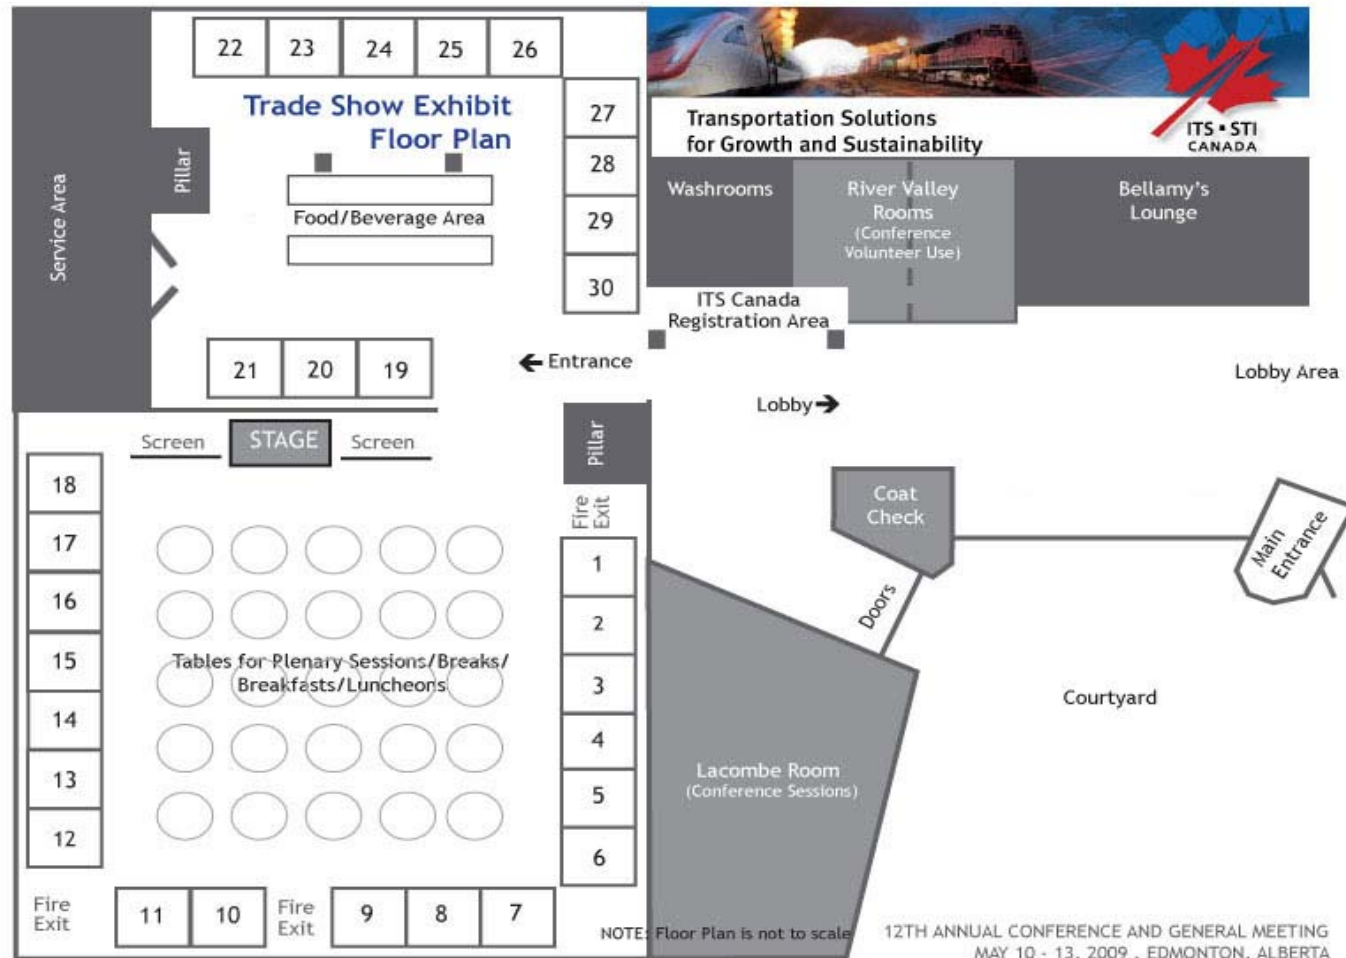 22 23 24 25 26
Trade Show Exhibit
Floor Plan
27
28
29
30
Transportation Solutions
for Growth and Sustainability
ITS ▪ STI
CANADA
Service Area
Pillar
Food/Beverage Area
Washrooms
River Valley
Rooms
(Conference
Volunteer Use)
Bellamy's
Lounge
ITS Canada
Registration Area
21 20 19
← Entrance
Lobby →
Lobby Area
Screen
STAGE
Screen
Pillar
Fire
Exit
18
17
16
15
14
13
12
Tables for Plenary Sessions/Breaks/
Breakfasts/Luncheons
1
2
3
4
5
6
Coat
Check
Doors
Main
Entrance
Courtyard
Lacombe Room
(Conference Sessions)
Fire
Exit
11 10
Fire
Exit
9 8 7
NOTE: Floor Plan is not to scale
12TH ANNUAL CONFERENCE AND GENERAL MEETING
MAY 10 - 13, 2009 , EDMONTON, ALBERTA